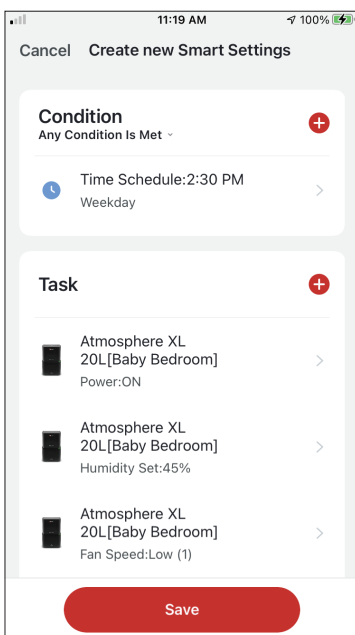 11:19 AM
100%
Cancel
Create new Smart Settings
Condition
Any Condition Is Met
Time Schedule:2:30 PM
Weekday
Task
Atmosphere XL
20L[Baby Bedroom]
Power:ON
Atmosphere XL
20L[Baby Bedroom]
Humidity Set:45%
Atmosphere XL
20L[Baby Bedroom]
Fan Speed:Low (1)
Save